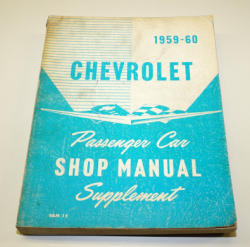 1959-60
CHEVROLET
Passenger Car
SHOP MANUAL
Supplement